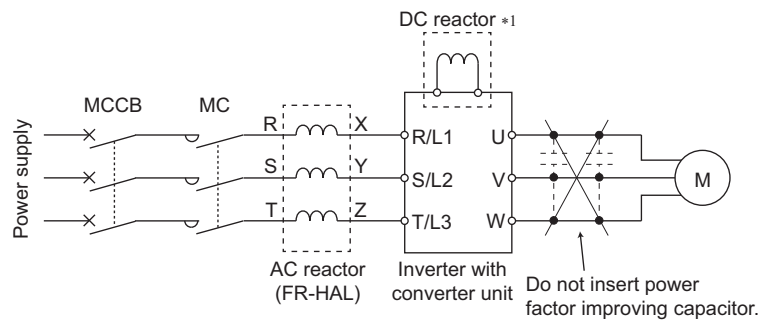 DC reactor *1
MCCB
MC
Power supply
R
X
R/L1
U
S
Y
S/L2
V
M
T
Z
T/L3
W
AC reactor
(FR-HAL)
Inverter with
converter unit
Do not insert power
factor improving capacitor.